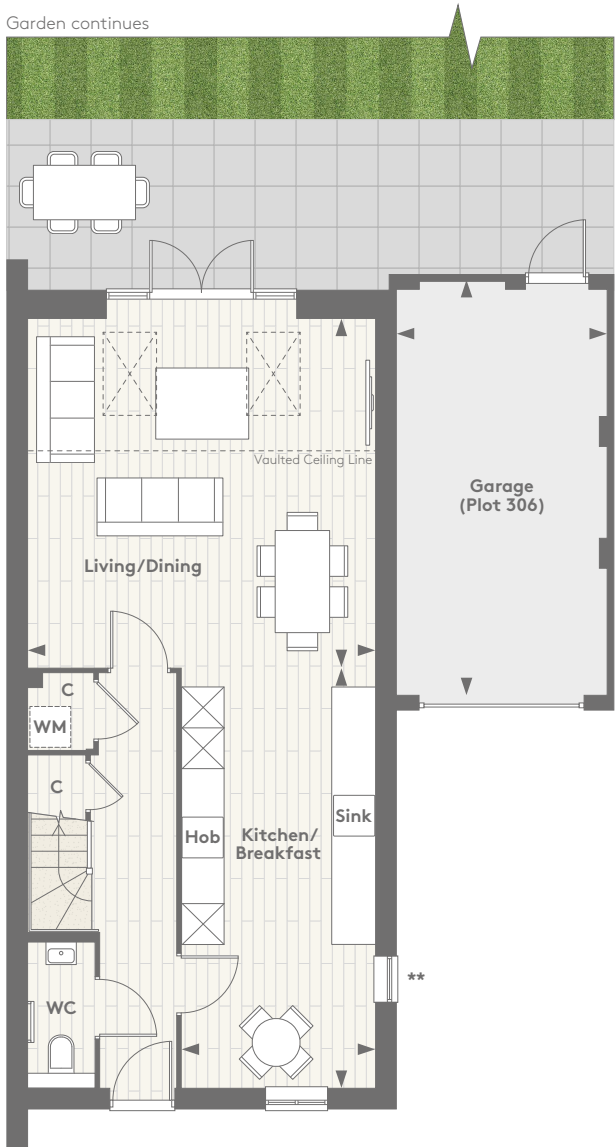 Garden continues
Vaulted Ceiling Line
Garage
(Plot 306)
Living/Dining
C
WM
C
Sink
Hob
Kitchen/
Breakfast
**
WC